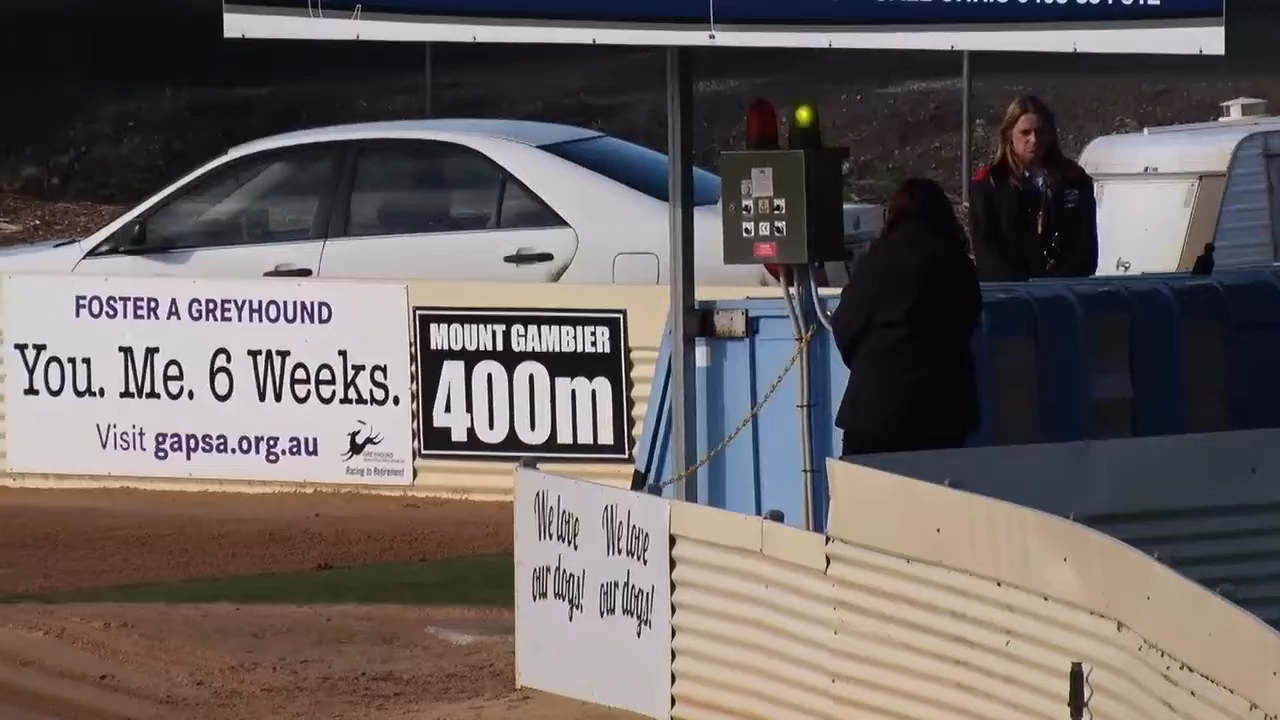 FOSTER A GREYHOUND
You. Me. 6 Weeks.
Visit gapsa.org.au
GREYHOUND
Racing to Retirement
MOUNT GAMBIER
400m
We love
our dogs!
We love
our dogs!